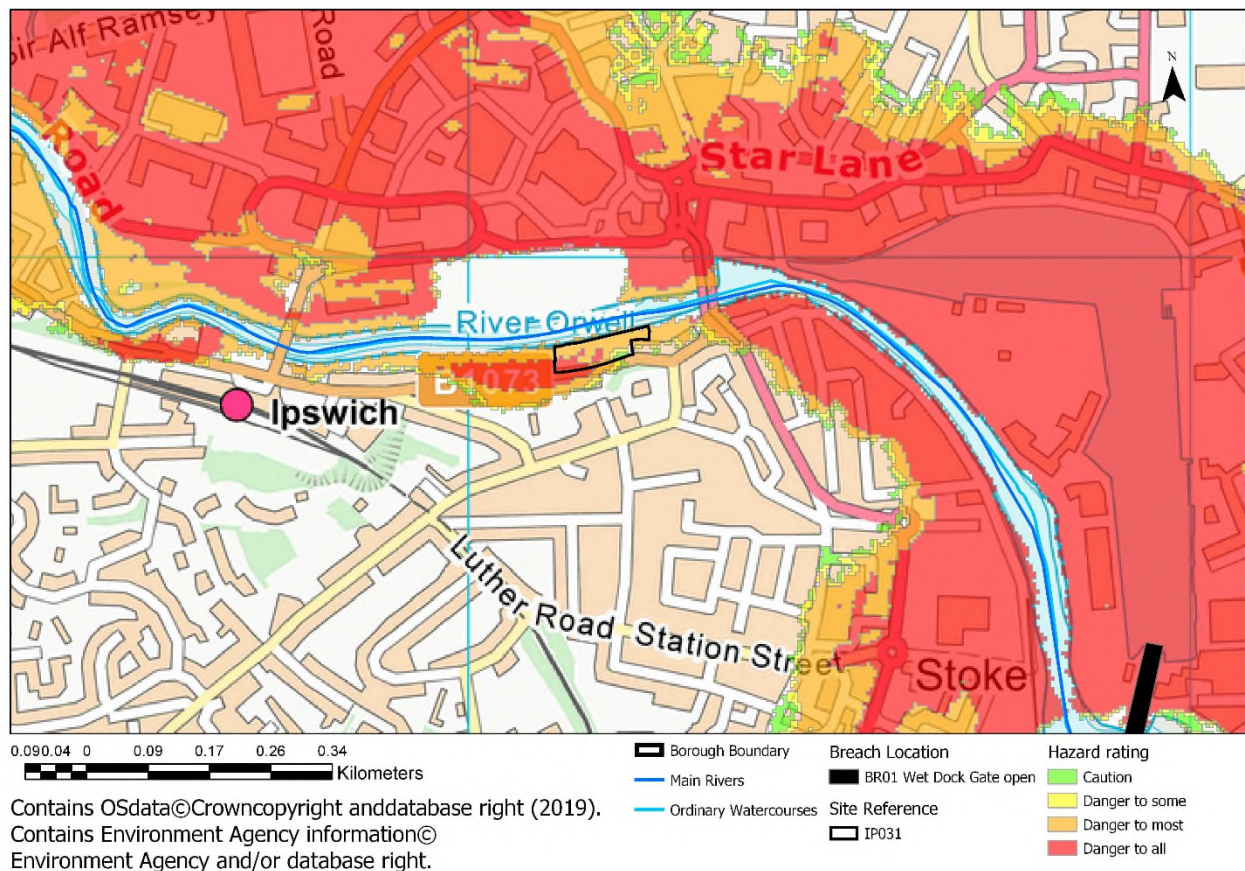 Sir Alf Ramsey
Road
Road
Star Lane
N
River Orwell
B1073
Ipswich
Luther Road Station Street
Stoke
0.090.04 0 0.09 0.17 0.26 0.34
Kilometers
Contains OSdata©Crowncopyright anddatabase right (2019).
Contains Environment Agency information©
Environment Agency and/or database right.
Borough Boundary
Main Rivers
Ordinary Watercourses
Breach Location
BR01 Wet Dock Gate open
Site Reference
IP031
Hazard rating
Caution
Danger to some
Danger to most
Danger to all